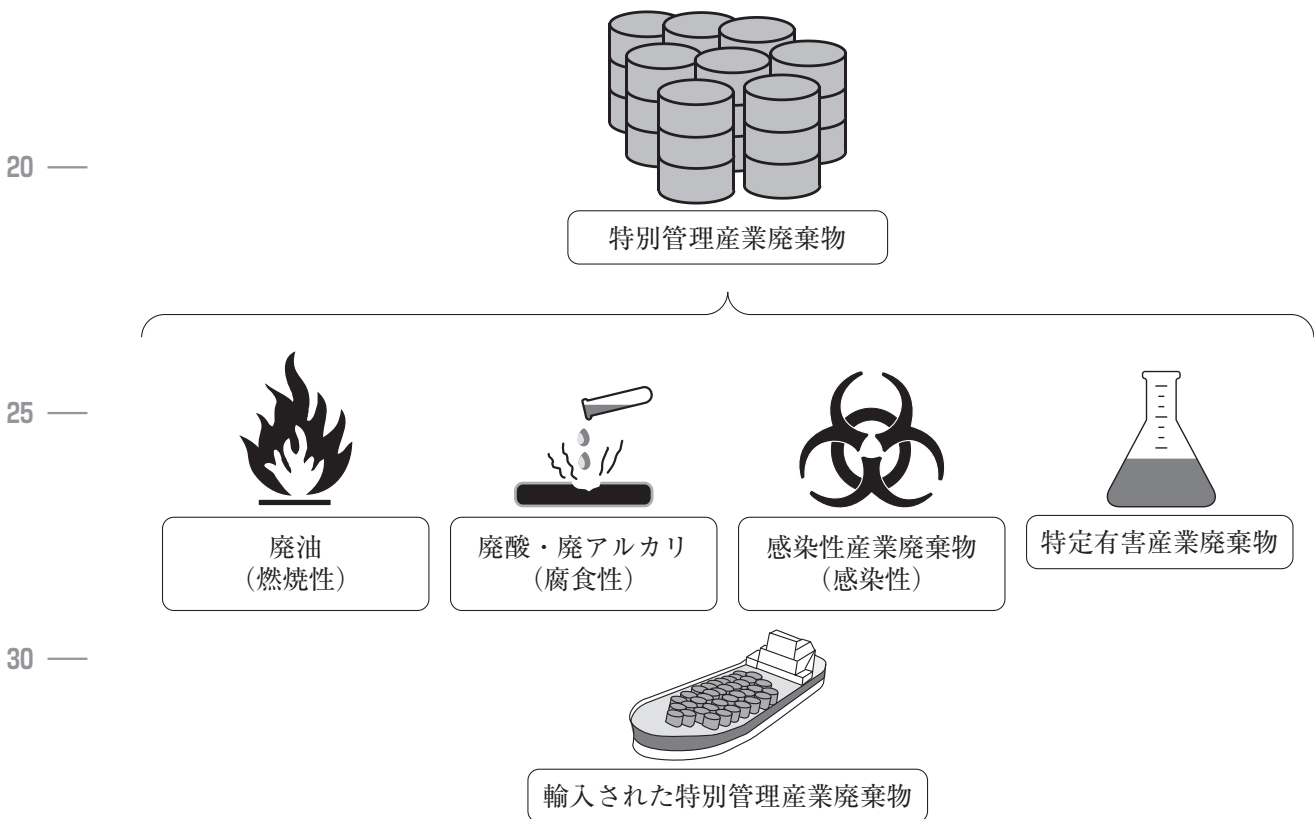 20
特別管理産業廃棄物
25
廃油
（燃焼性）
廃酸・廃アルカリ
（腐食性）
感染性産業廃棄物
（感染性）
特定有害産業廃棄物
30
輸入された特別管理産業廃棄物